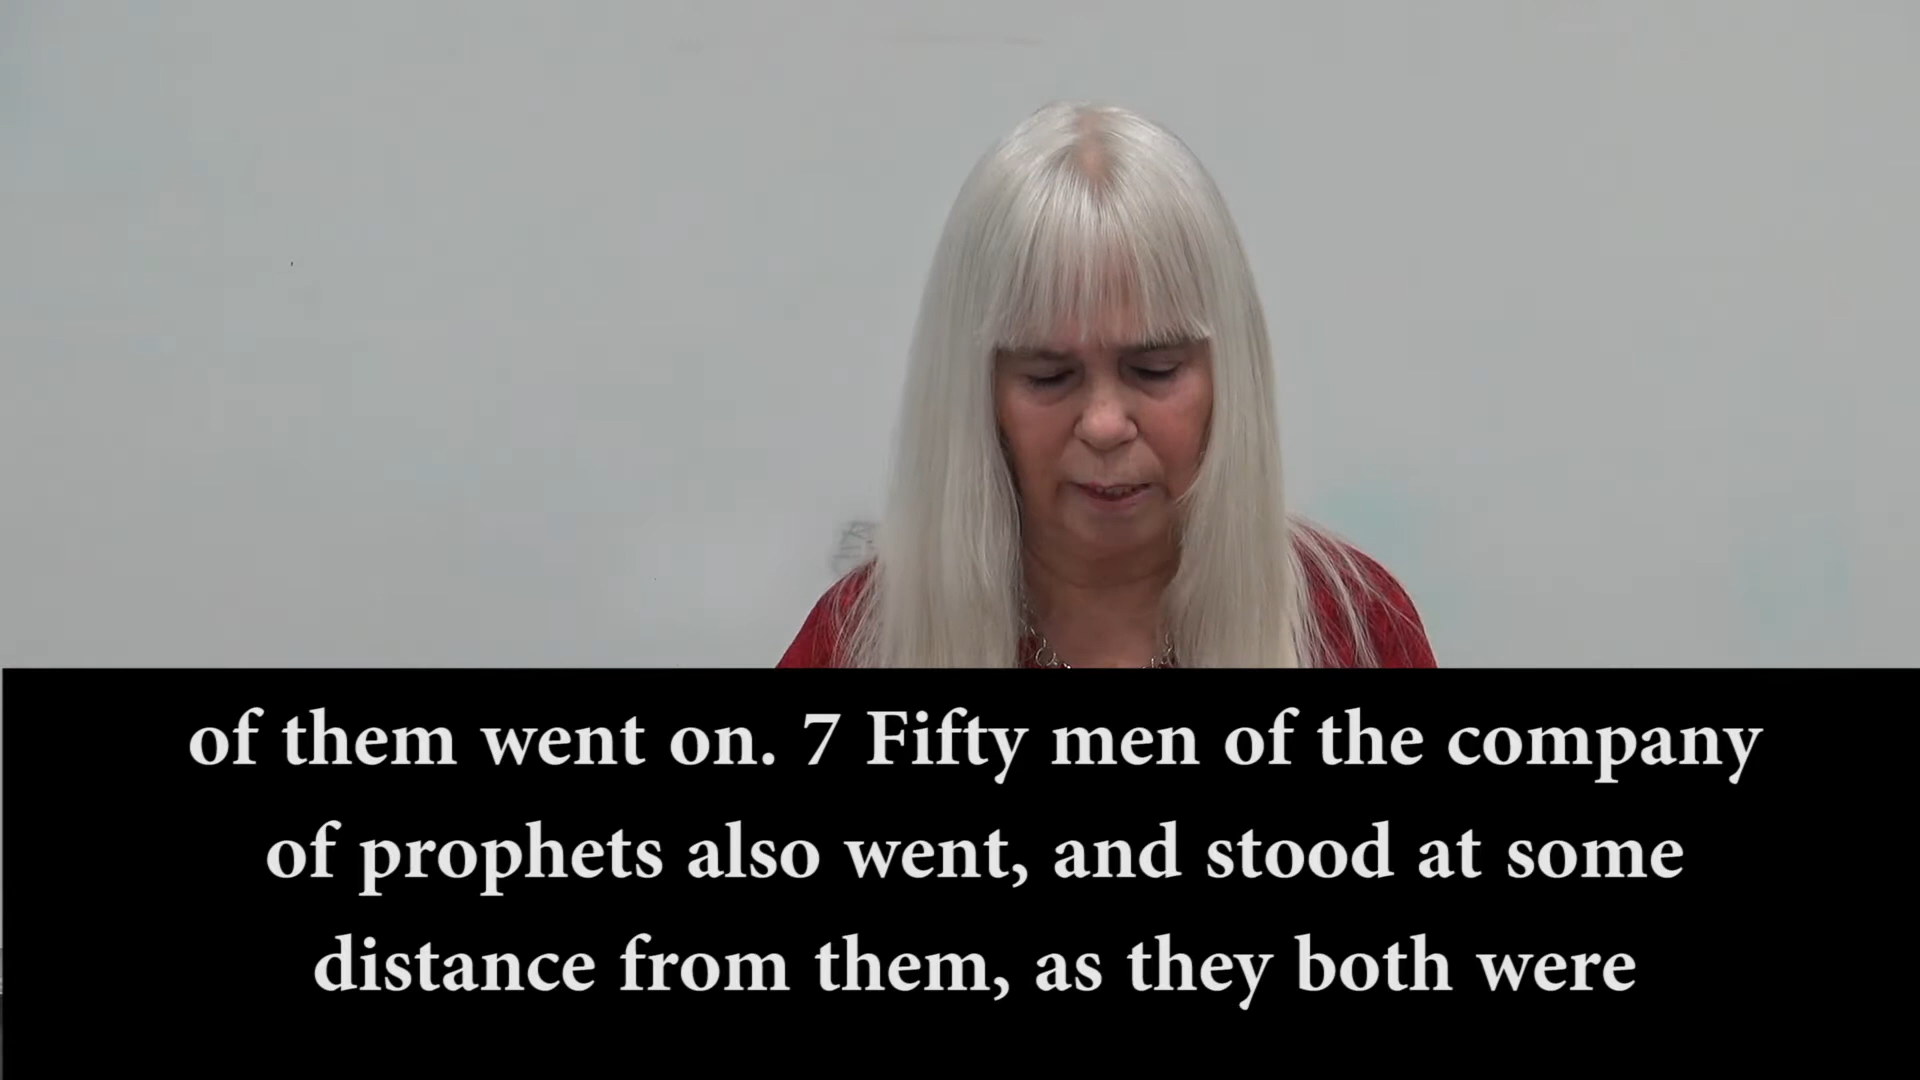 of them went on. 7 Fifty men of the company
of prophets also went, and stood at some
distance from them, as they both were